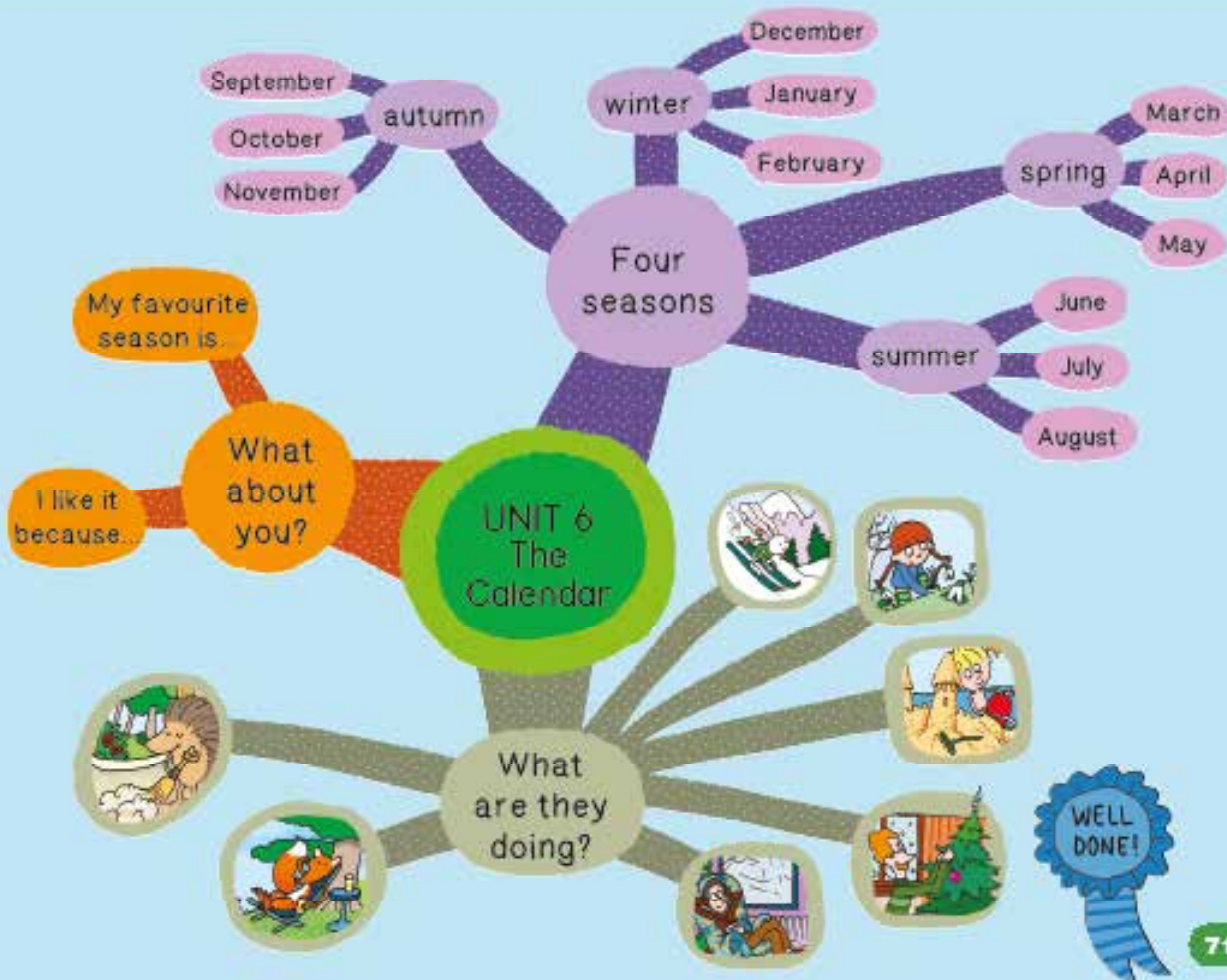 December
January
February
winter
September
October
November
autumn
March
April
May
spring
Four
seasons
June
July
August
summer
My favourite
season is...
What
about
you?
I like it
because...
UNIT 6
The
Calendar
What
are they
doing?
WELL
DONE!